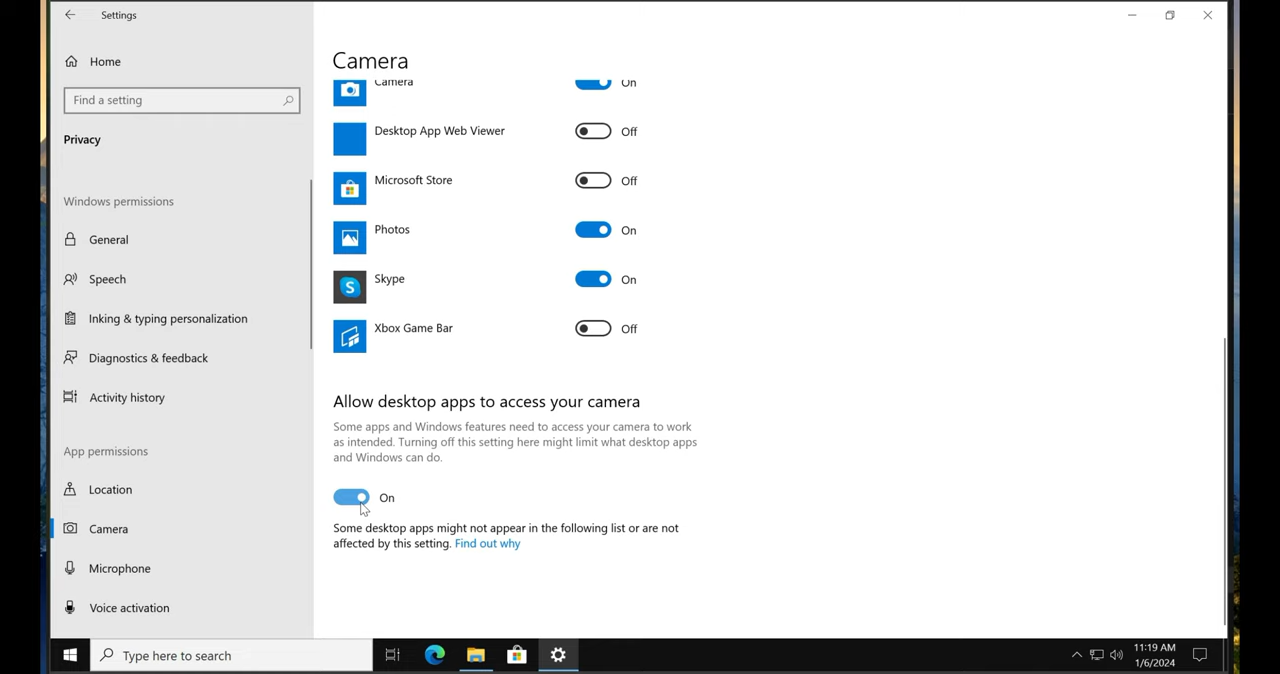 Settings
Home
Find a setting
Privacy
Windows permissions
General
Speech
Inking & typing personalization
Diagnostics & feedback
Activity history
App permissions
Location
Camera
Microphone
Voice activation
Camera
Camera On
Desktop App Web Viewer Off
Microsoft Store Off
Photos On
Skype On
Xbox Game Bar Off
Allow desktop apps to access your camera
Some apps and Windows features need to access your camera to work
as intended. Turning off this setting here might limit what desktop apps
and Windows can do.
On
Some desktop apps might not appear in the following list or are not
affected by this setting. Find out why
Type here to search
11:19 AM
1/6/2024